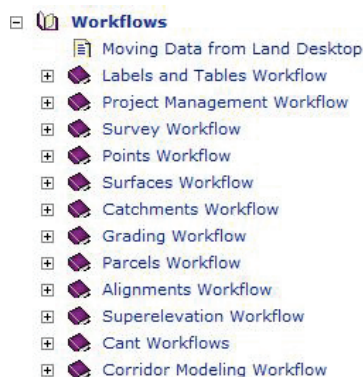 Workflows
Moving Data from Land Desktop
Labels and Tables Workflow
Project Management Workflow
Survey Workflow
Points Workflow
Surfaces Workflow
Catchments Workflow
Grading Workflow
Parcels Workflow
Alignments Workflow
Superelevation Workflow
Cant Workflows
Corridor Modeling Workflow